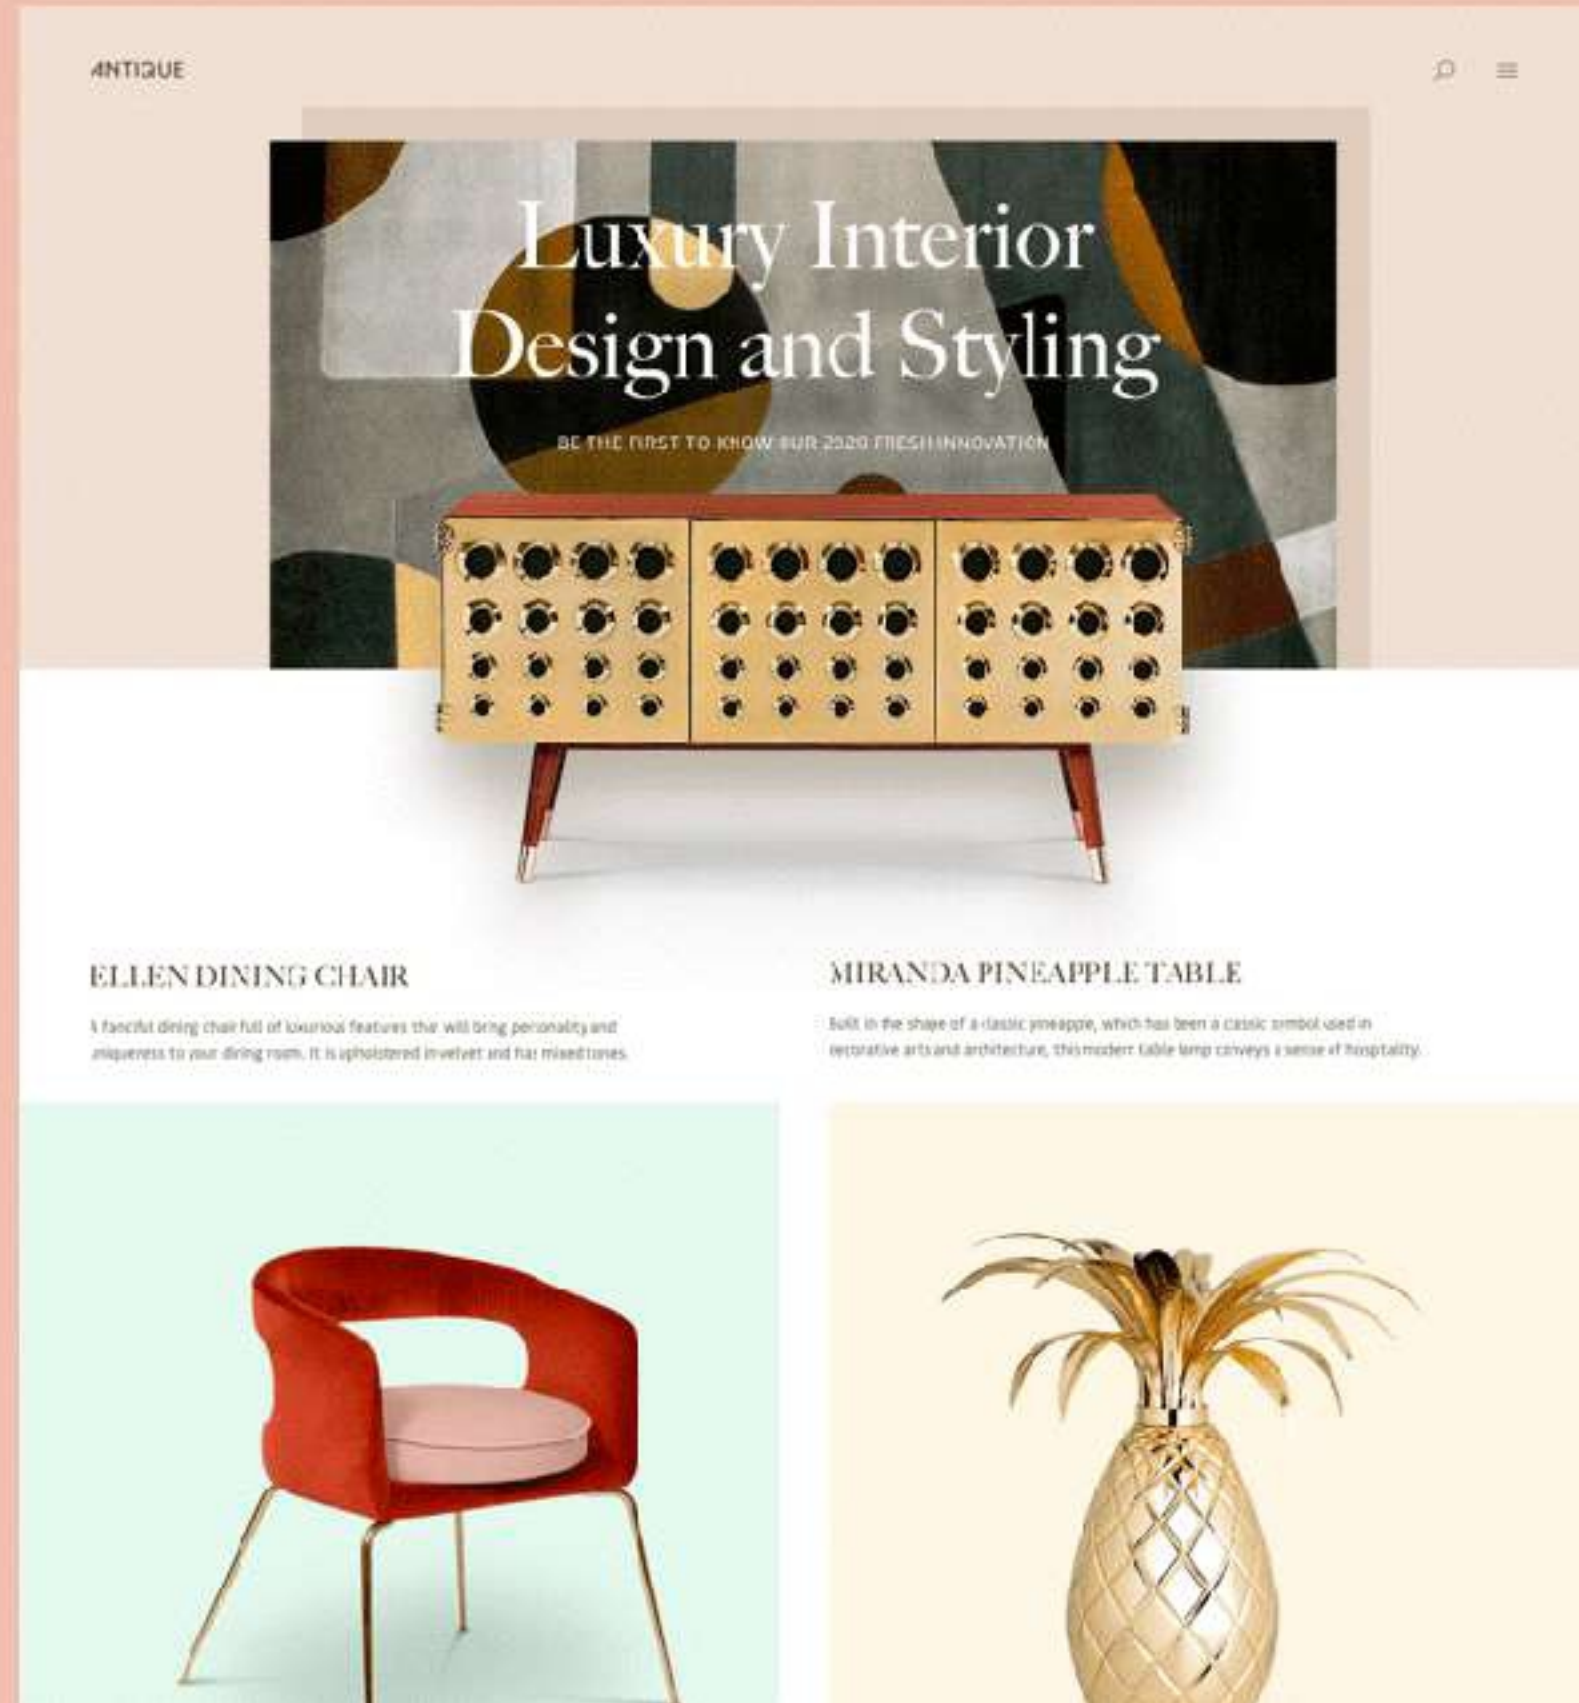 ANTIQUE
Luxury Interior
Design and Styling
BE THE FIRST TO KNOW OUR 2020 FRESH INNOVATION
ELLEN DINING CHAIR
A fanciful dining chair full of luxurious features that will bring personality and
uniqueness to your dining room. It is upholstered in velvet and has mixed tones.
MIRANDA PINEAPPLE TABLE
Built in the shape of a classic pineapple, which has been a classic symbol used in
decorative arts and architecture, this modern table lamp conveys a sense of hospitality.